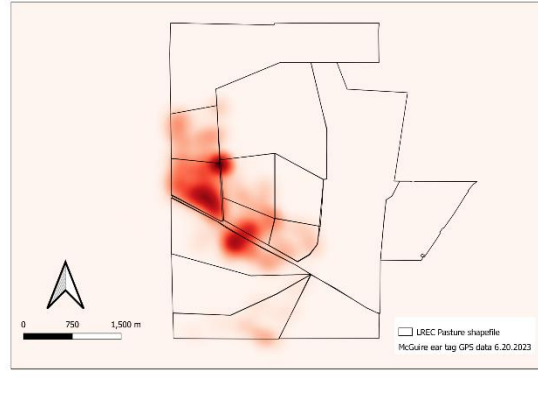 0 750 1,500 m
LREC Pasture shapefile
McGuire ear tag GPS data 6.20.2023